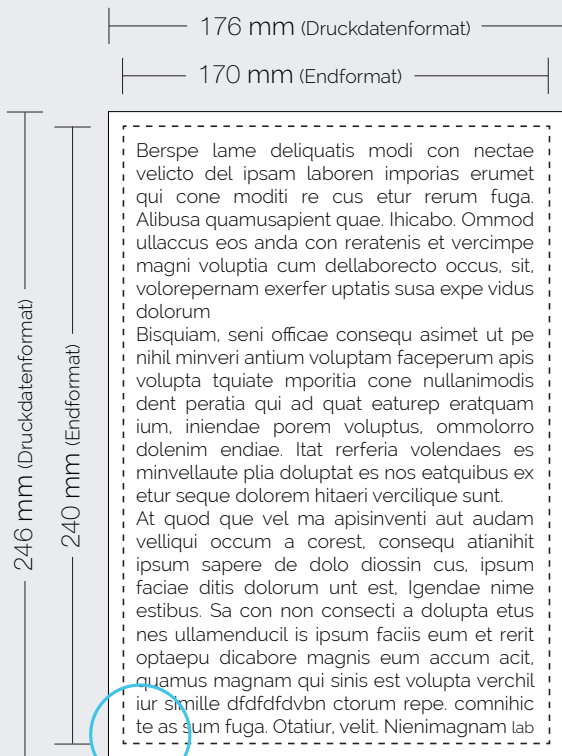 176 mm (Druckdatenformat)
170 mm (Endformat)
246 mm (Druckdatenformat)
240 mm (Endformat)
Berspe lame deliquatis modi con nectae
velicto del ipsam laboren imporias erumet
qui cone moditi re cus etur rerum fuga.
Alibusa quamusapient quae. Ihicabo. Ommod
ullaccus eos anda con reratenis et vercimpe
magni voluptia cum dellaborecto occus, sit,
volorepernam exerfer uptatis susa expe vidus
dolorum
Bisquiam, seni officae consequ asimet ut pe
nihil minveri antium voluptam faceperum apis
volupta tquiate mporitia cone nullanimodis
dent peratia qui ad quat eaturep eratquam
ium, iniendae porem voluptus, ommolorro
dolenim endiae. Itat rerferia volendaes es
minvellaute plia doluptat es nos eatquibus ex
etur seque dolorem hitaeri vercilique sunt.
At quod que vel ma apisinventi aut audam
velliqui occum a corest, consequ atianihit
ipsum sapere de dolo diossin cus, ipsum
faciae ditis dolorum unt est, Igendae nime
estibus. Sa con non consecti a dolupta etus
nes ullamenducil is ipsum faciis eum et rerit
optaepu dicabore magnis eum accum acit,
quamus magnam qui sinis est volupta verchil
iur simille dfdfdfdvbn ctorum repe. comnihic
te as sum fuga. Otatiur, velit. Nienimagnam lab